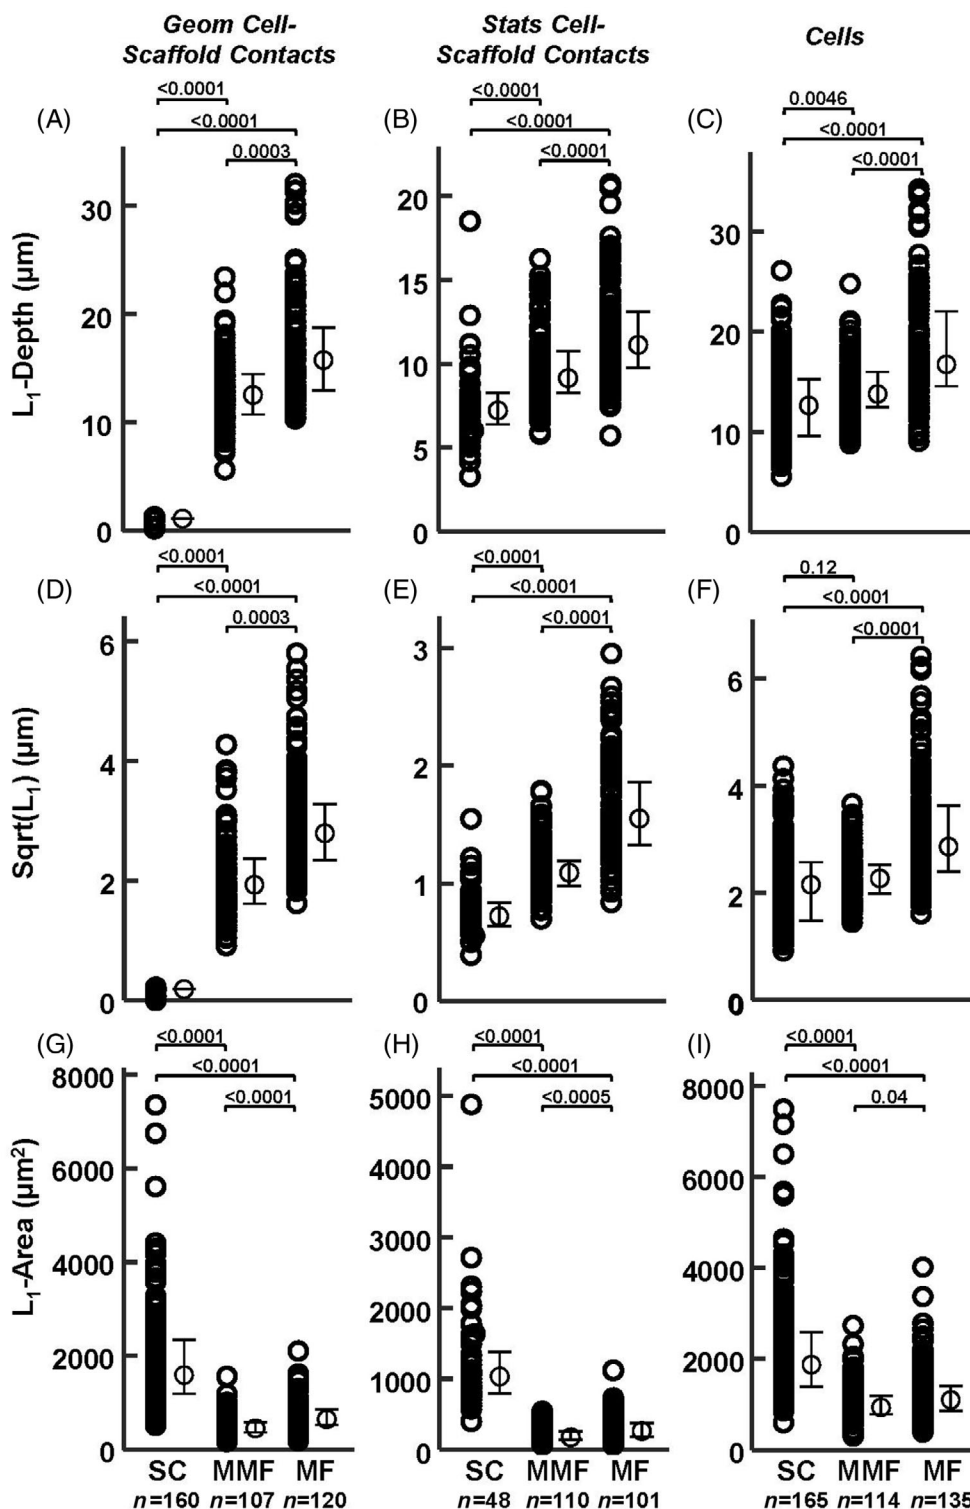 Geom Cell-
Scaffold Contacts
Stats Cell-
Scaffold Contacts
Cells
(A)
<0.0001
<0.0001
0.0003
L₁-Depth (μm)
30
20
10
0
(B)
<0.0001
<0.0001
<0.0001
20
15
10
5
0
(C)
0.0046
<0.0001
<0.0001
30
20
10
0
(D)
<0.0001
<0.0001
0.0003
Sqrt(L₁) (μm)
6
4
2
0
(E)
<0.0001
<0.0001
<0.0001
3
2
1
0
(F)
0.12
<0.0001
<0.0001
6
4
2
0
(G)
<0.0001
<0.0001
<0.0001
L₁-Area (μm²)
8000
6000
4000
2000
0
(H)
<0.0001
<0.0001
<0.0005
5000
4000
3000
2000
1000
0
(I)
<0.0001
<0.0001
0.04
8000
6000
4000
2000
0
SC MMF MF
n=160 n=107 n=120
SC MMF MF
n=48 n=110 n=101
SC MMF MF
n=165 n=114 n=135